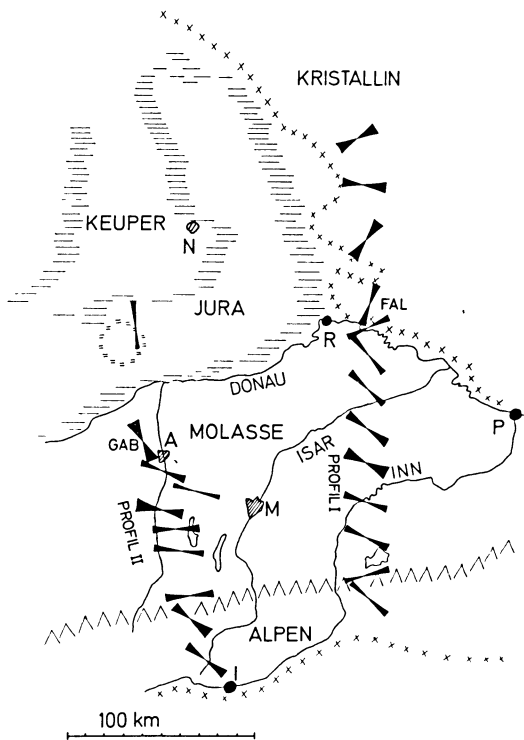 KRISTALLIN
KEUPER
N
JURA
FAL
R
DONAU
P
GAB
A
MOLASSE
ISAR
INN
PROFIL I
M
PROFIL II
ALPEN
I
100 km